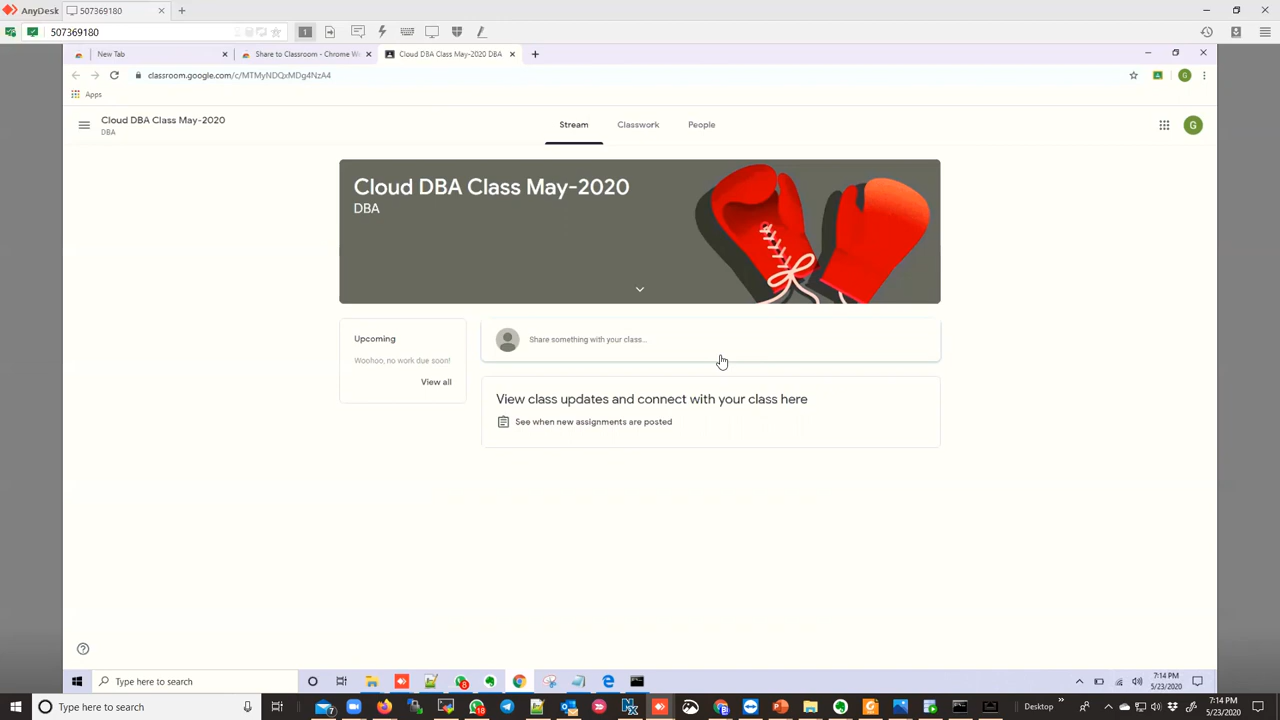 AnyDesk
507369180
507369180
New Tab
Share to Classroom - Chrome We
Cloud DBA Class May-2020 DBA
classroom.google.com/c/MTMyNDQxMDg4NzA4
Apps
Cloud DBA Class May-2020
DBA
Stream
Classwork
People
G
Cloud DBA Class May-2020
DBA
Upcoming
Woohoo, no work due soon!
View all
Share something with your class...
View class updates and connect with your class here
See when new assignments are posted
Type here to search
8
7:14 PM
5/23/2020
Type here to search
7
18
Desktop
7:14 PM
5/23/2020